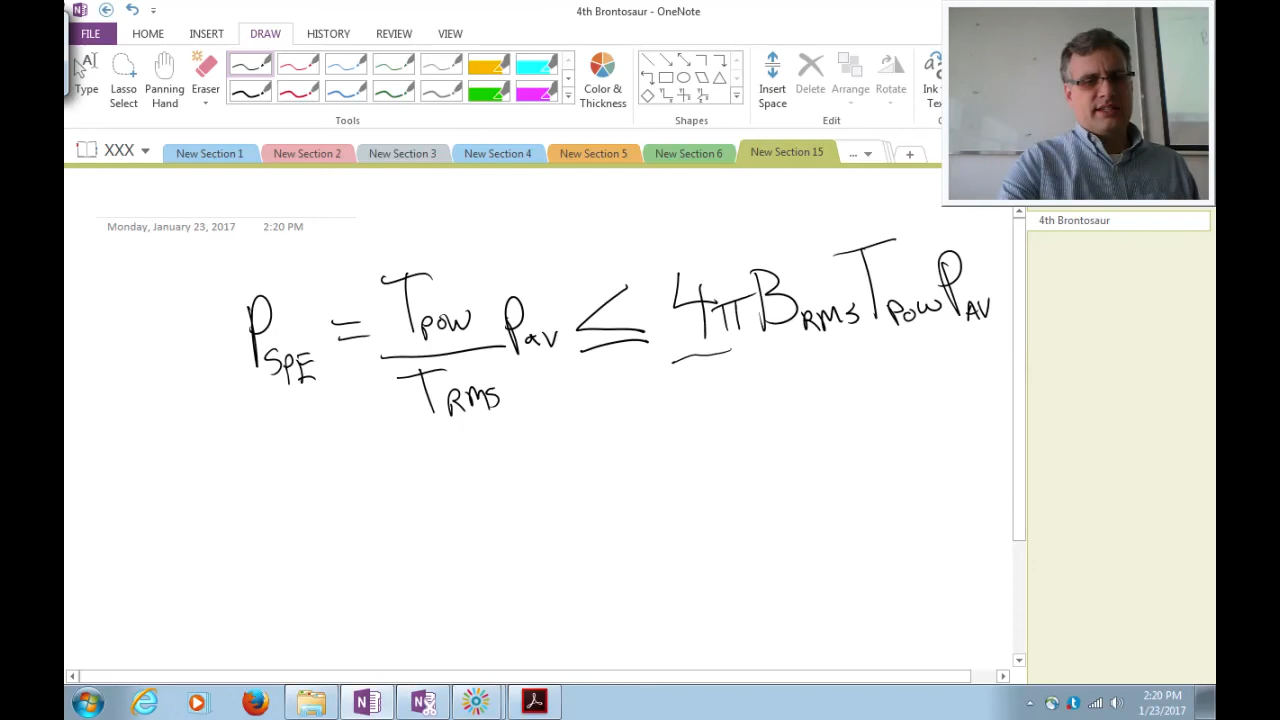 4th Brontosaur - OneNote
FILE HOME INSERT DRAW HISTORY REVIEW VIEW
Type
Lasso Select
Panning Hand
Eraser
Color & Thickness
Insert Space
Delete
Arrange
Rotate
Ink to
Tools
Shapes
Edit
XXX
New Section 1
New Section 2
New Section 3
New Section 4
New Section 5
New Section 6
New Section 15
...
4th Brontosaur
Monday, January 23, 2017 2:20 PM
P_SPE = T_POW / T_RMS P_av ≤ 4π B_RMS T_POW P_AV
2:20 PM
1/23/2017